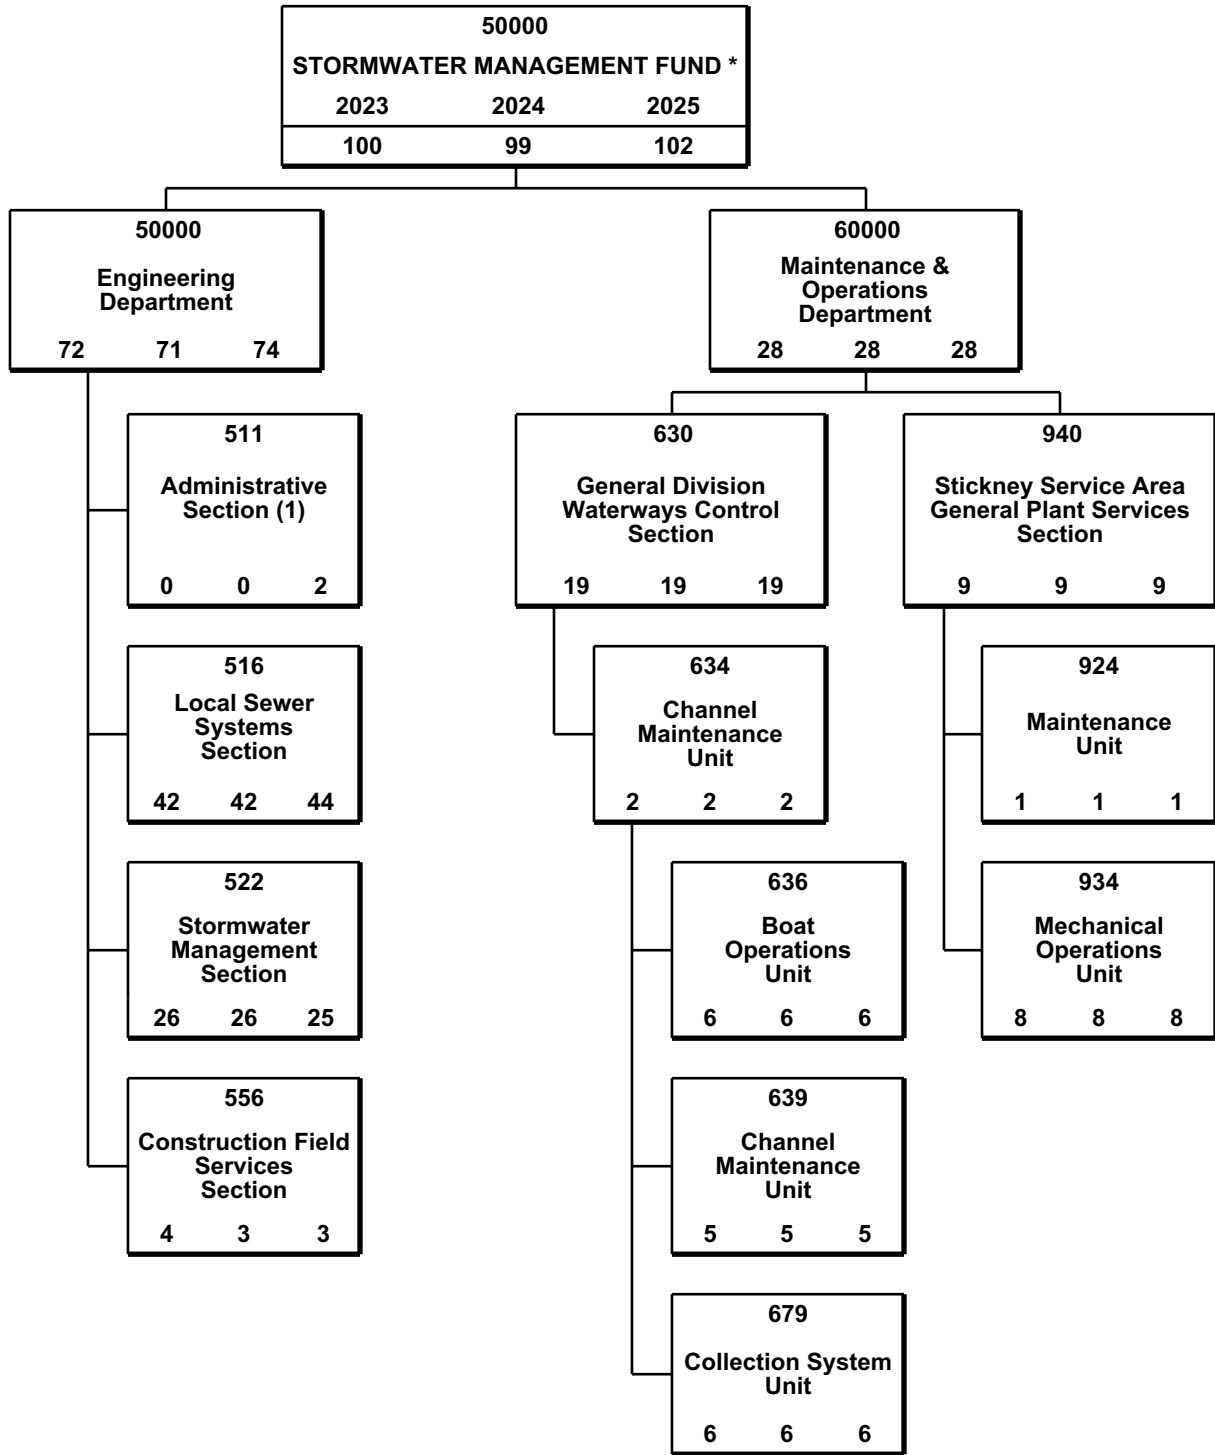 50000
STORMWATER MANAGEMENT FUND *
2023 2024 2025
100 99 102
50000
Engineering
Department
72 71 74
60000
Maintenance &
Operations
Department
28 28 28
511
Administrative
Section (1)
0 0 2
516
Local Sewer
Systems
Section
42 42 44
522
Stormwater
Management
Section
26 26 25
556
Construction Field
Services
Section
4 3 3
630
General Division
Waterways Control
Section
19 19 19
634
Channel
Maintenance
Unit
2 2 2
636
Boat
Operations
Unit
6 6 6
639
Channel
Maintenance
Unit
5 5 5
679
Collection System
Unit
6 6 6
940
Stickney Service Area
General Plant Services
Section
9 9 9
924
Maintenance
Unit
1 1 1
934
Mechanical
Operations
Unit
8 8 8